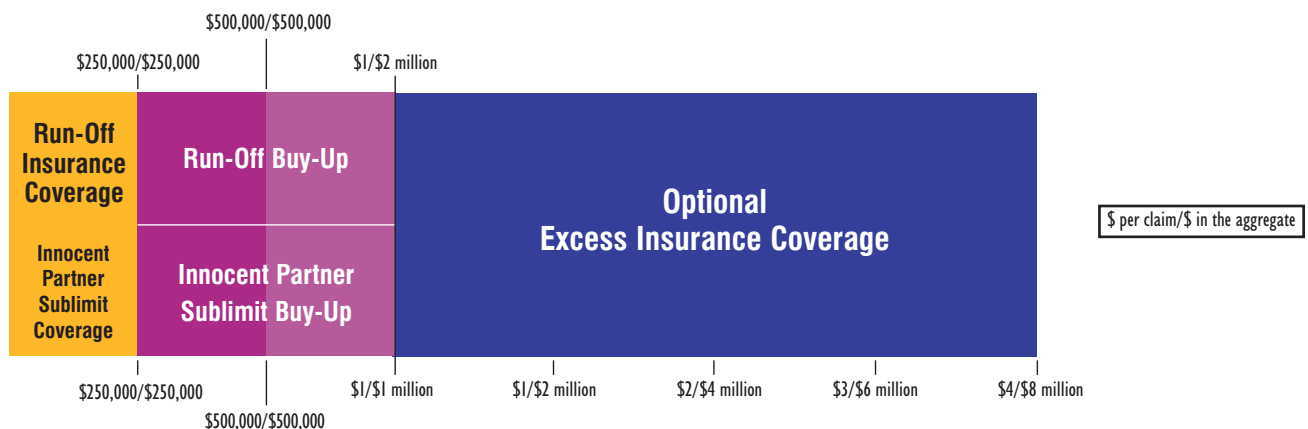 $500,000/$500,000
$250,000/$250,000
$1/$2 million
Run-Off
Insurance
Coverage
Run-Off Buy-Up
Optional
Excess Insurance Coverage
$ per claim/$ in the aggregate
Innocent
Partner
Sublimit
Coverage
Innocent Partner
Sublimit Buy-Up
$250,000/$250,000
$500,000/$500,000
$1/$1 million
$1/$2 million
$2/$4 million
$3/$6 million
$4/$8 million